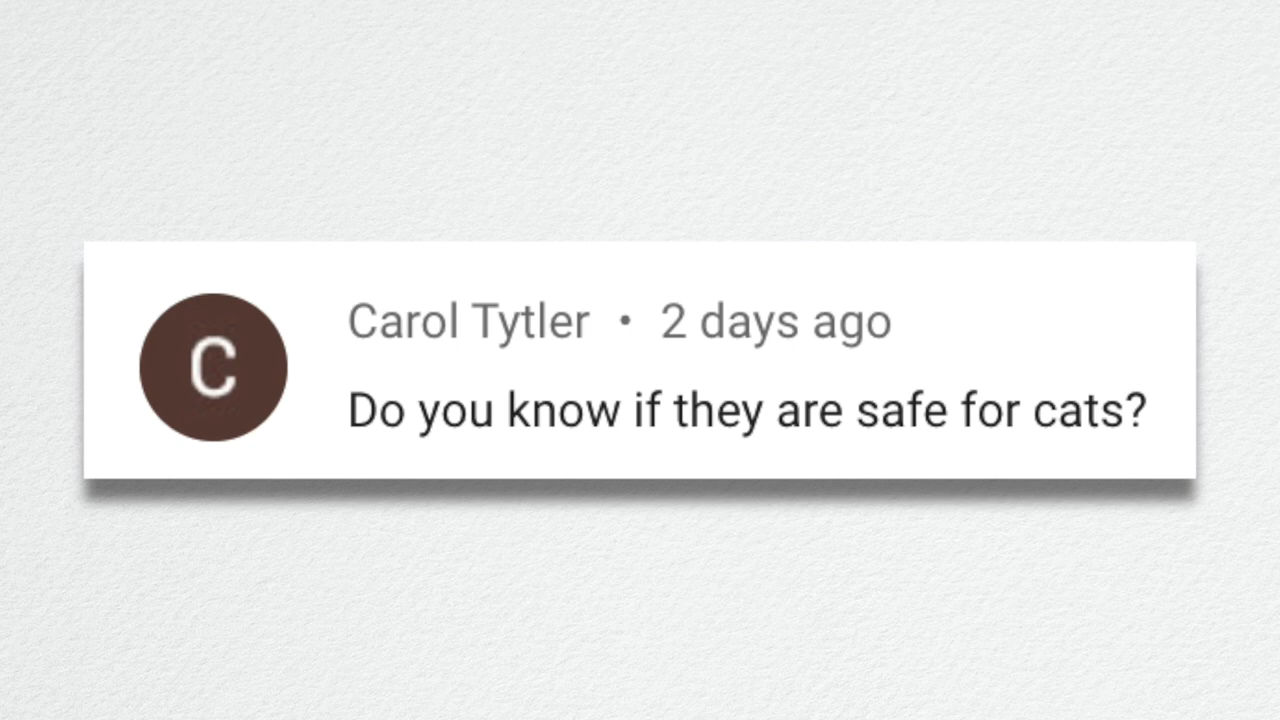 C
Carol Tytler • 2 days ago
Do you know if they are safe for cats?